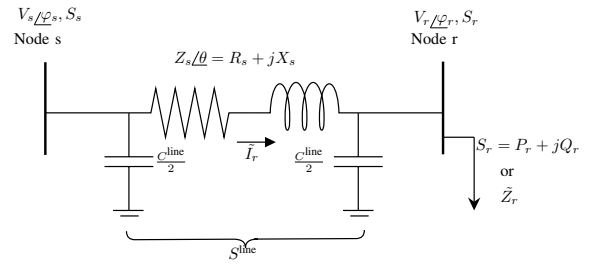 V_s∠φ_s, S_s
Node s
V_r∠φ_r, S_r
Node r
Z_s∠θ = R_s + jX_s
C^line/2
Ĩ_r
C^line/2
S_r = P_r + jQ_r
or
Z̃_r
S^line